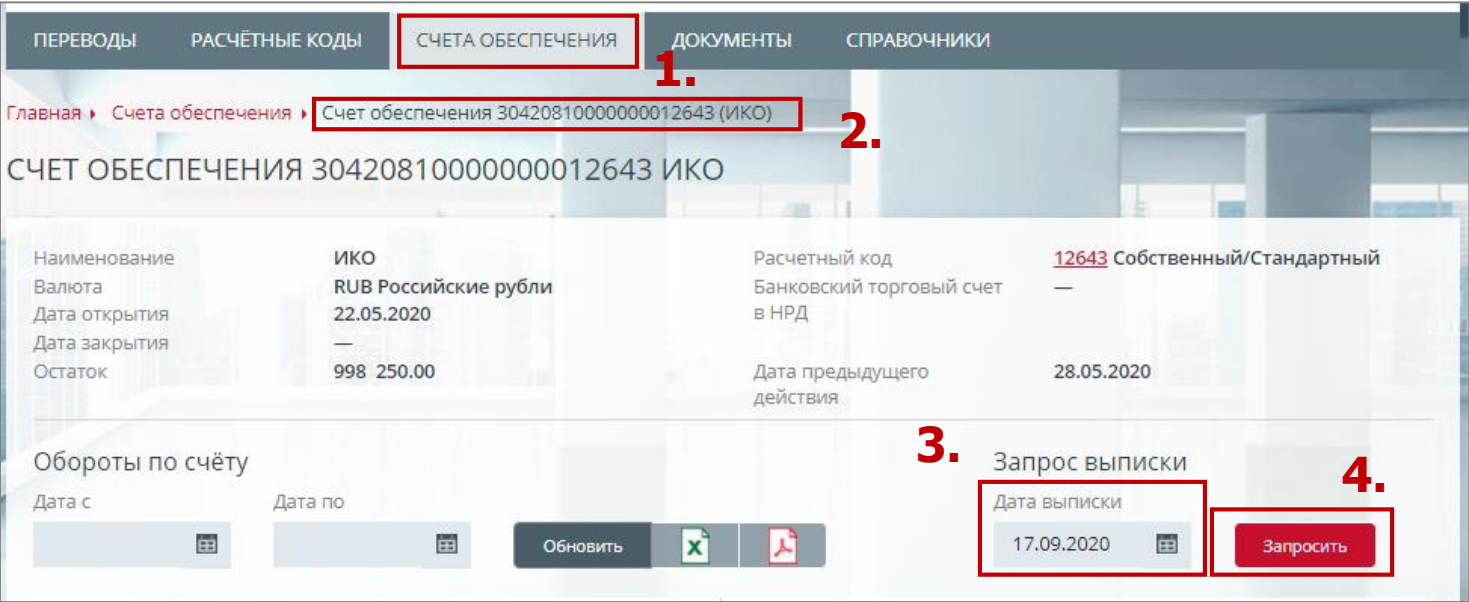 ПЕРЕВОДЫ РАСЧЁТНЫЕ КОДЫ СЧЕТА ОБЕСПЕЧЕНИЯ ДОКУМЕНТЫ СПРАВОЧНИКИ
1.
Главная Счета обеспечения Счет обеспечения 30420810000000012643 (ИКО)
2.
СЧЕТ ОБЕСПЕЧЕНИЯ 30420810000000012643 ИКО
Наименование ИКО Расчетный код 12643 Собственный/Стандартный
Валюта RUB Российские рубли Банковский торговый счет —
Дата открытия 22.05.2020 в НРД
Дата закрытия —
Остаток 998 250.00 Дата предыдущего 28.05.2020
действия
3.
Обороты по счёту Запрос выписки
4.
Дата с Дата по Дата выписки
Обновить 17.09.2020 Запросить